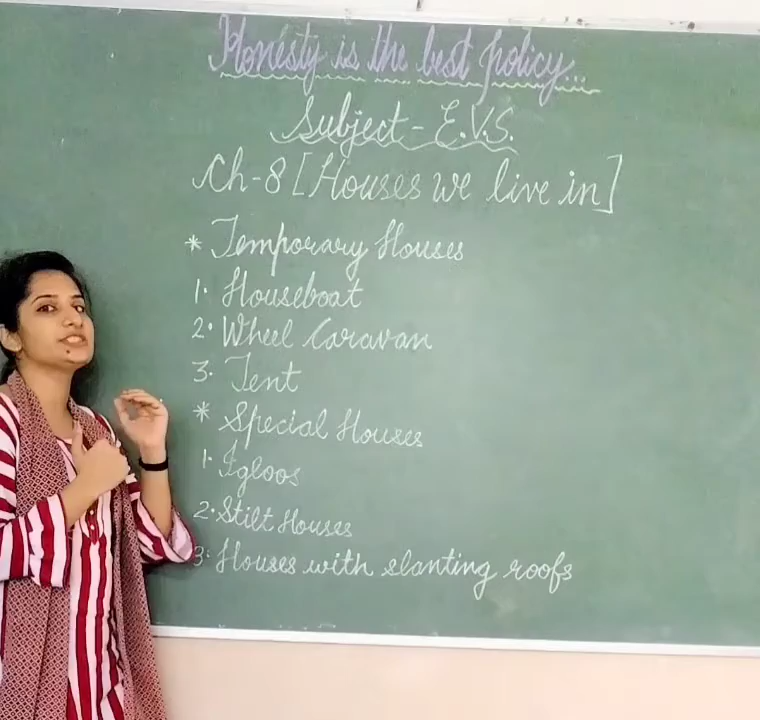 Honesty is the best policy...
Subject - E.V.S.
Ch-8 [Houses we live in]
* Temporary Houses
1. Houseboat
2. Wheel Caravan
3. Tent
* Special Houses
1. Igloos
2. Stilt Houses
3. Houses with slanting roofs